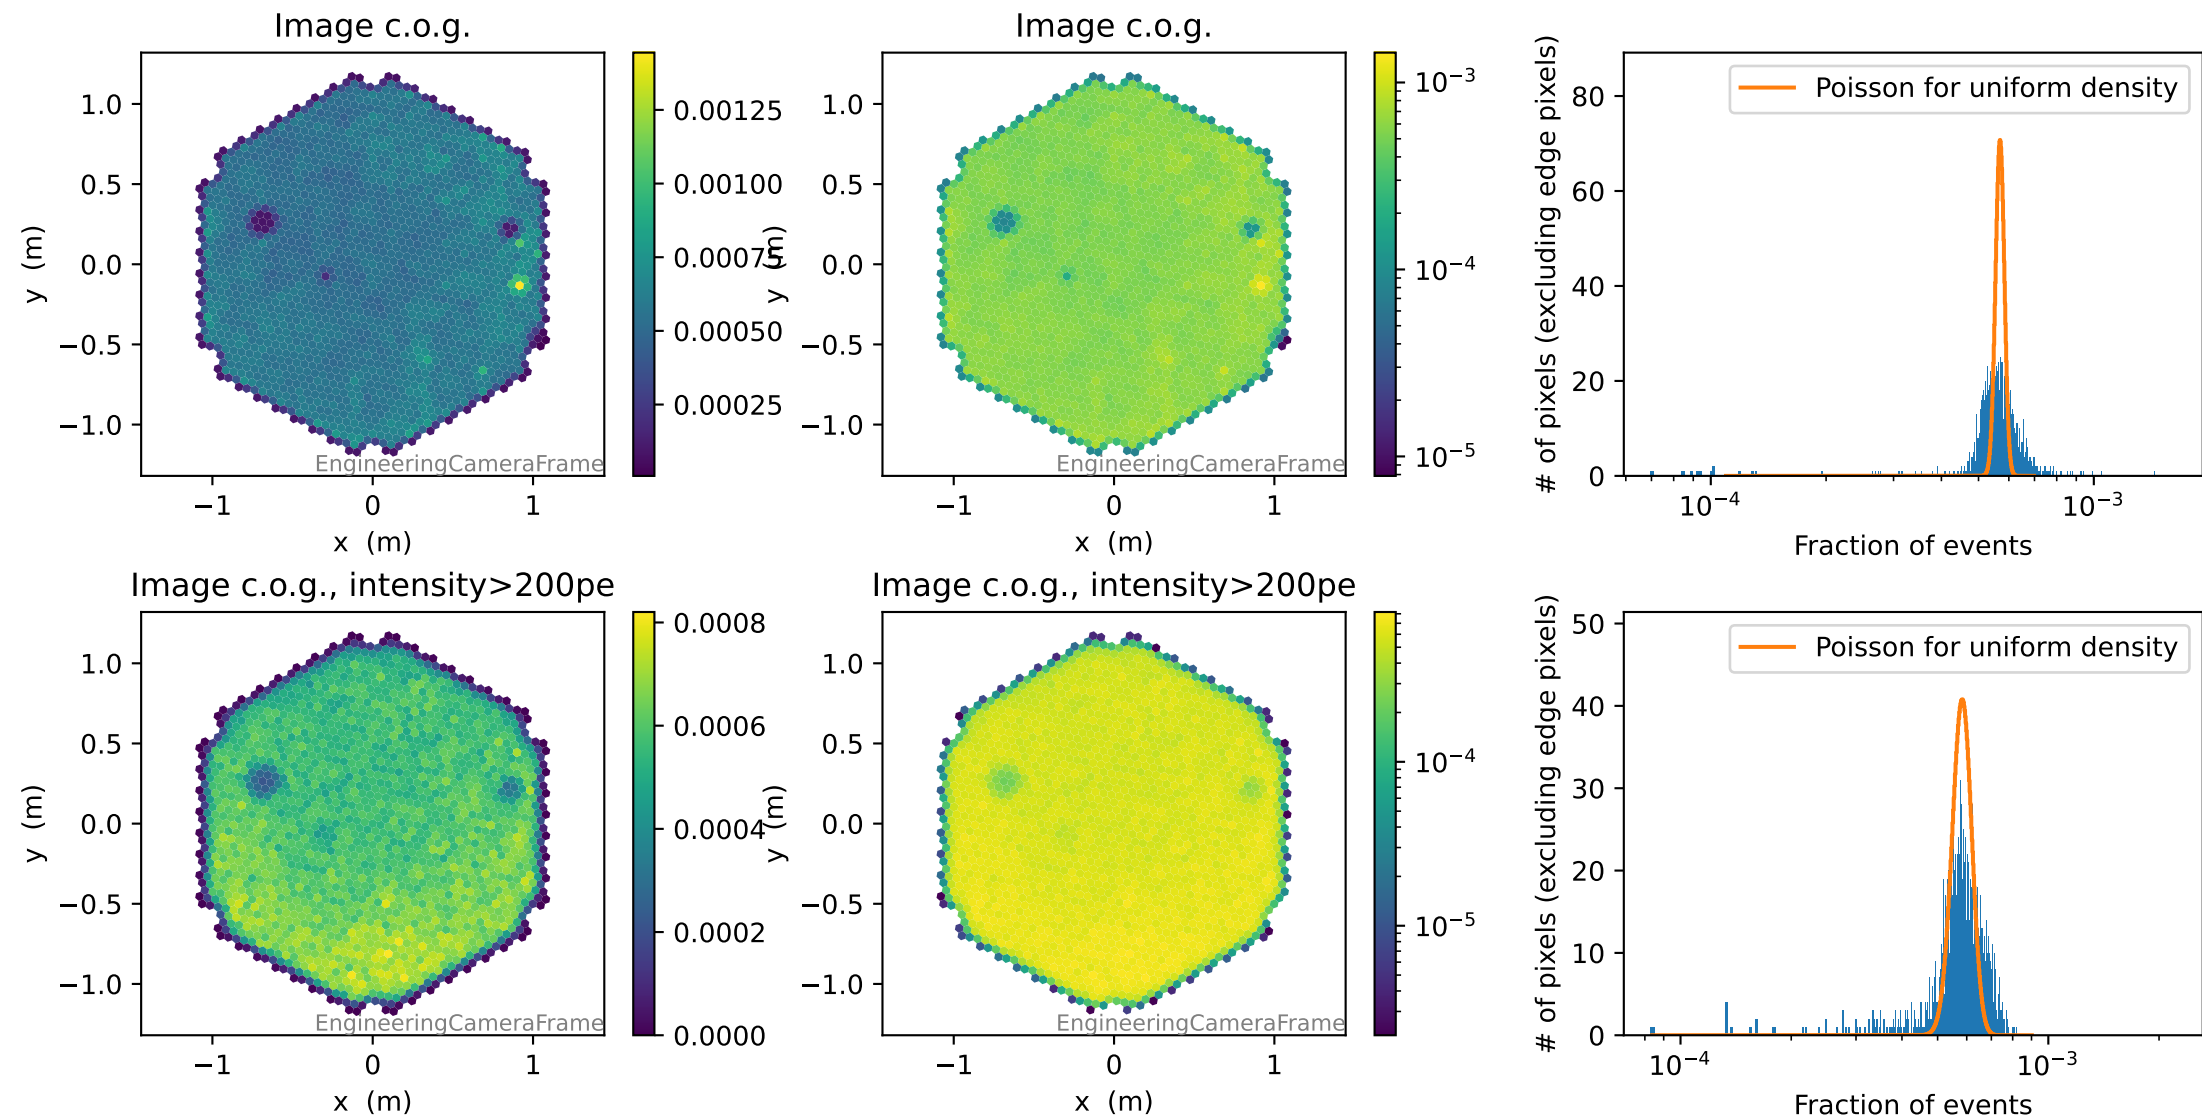 Image c.o.g.
1.0
0.5
0.0
−0.5
−1.0
y (m)
−1
0
1
x (m)
EngineeringCameraFrame
0.00125
0.00100
0.00075
0.00050
0.00025
Image c.o.g.
1.0
0.5
0.0
−0.5
−1.0
y (m)
−1
0
1
x (m)
EngineeringCameraFrame
10−3
10−4
10−5
Poisson for uniform density
# of pixels (excluding edge pixels)
80
60
40
20
0
10−4
10−3
Fraction of events
Image c.o.g., intensity>200pe
1.0
0.5
0.0
−0.5
−1.0
y (m)
−1
0
1
x (m)
EngineeringCameraFrame
0.0008
0.0006
0.0004
0.0002
0.0000
Image c.o.g., intensity>200pe
1.0
0.5
0.0
−0.5
−1.0
y (m)
−1
0
1
x (m)
EngineeringCameraFrame
10−4
10−5
Poisson for uniform density
# of pixels (excluding edge pixels)
50
40
30
20
10
0
10−4
10−3
Fraction of events